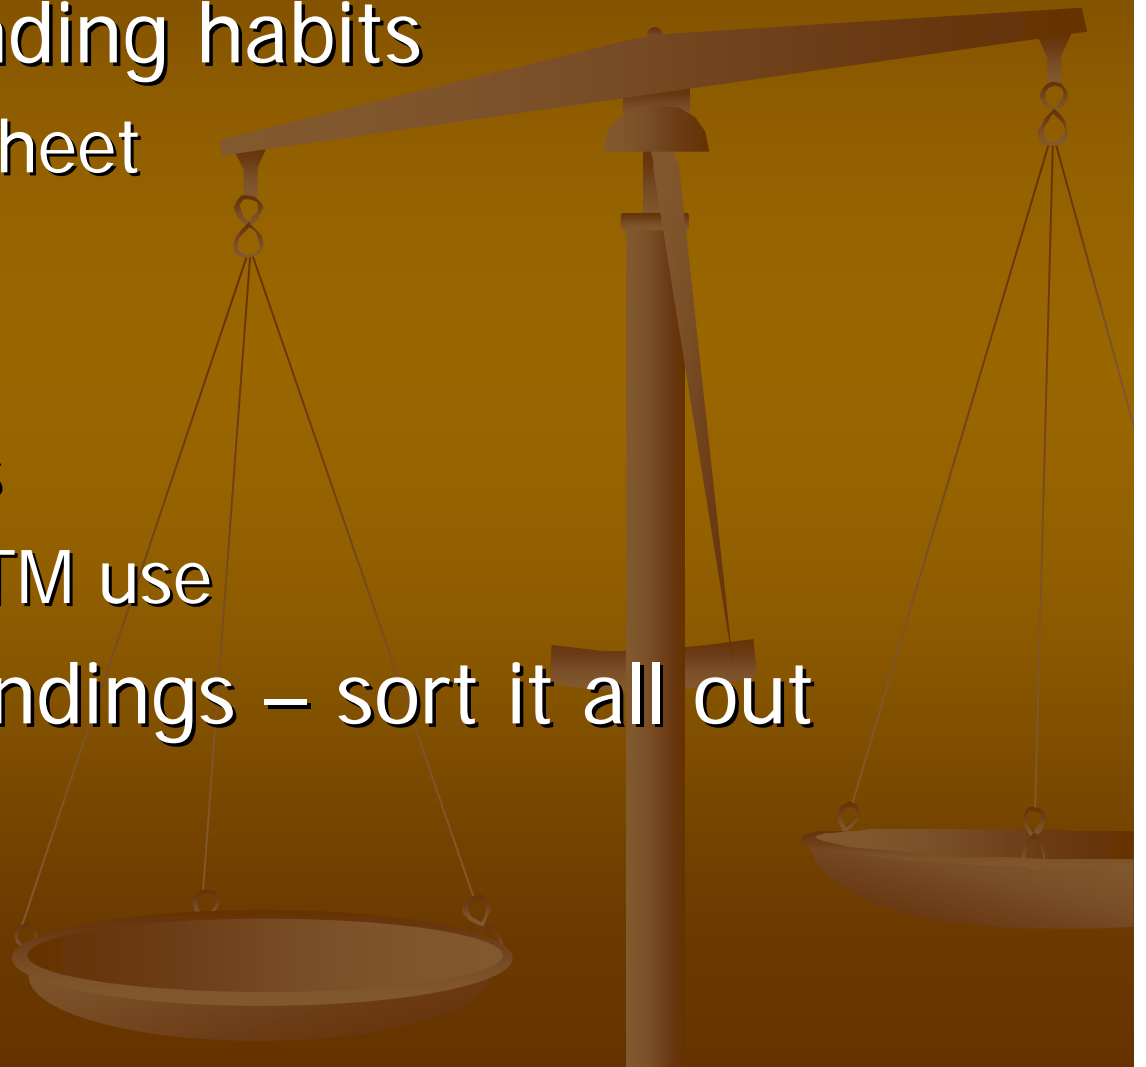 nding habits
heet
s
TM use
ndings – sort it all out